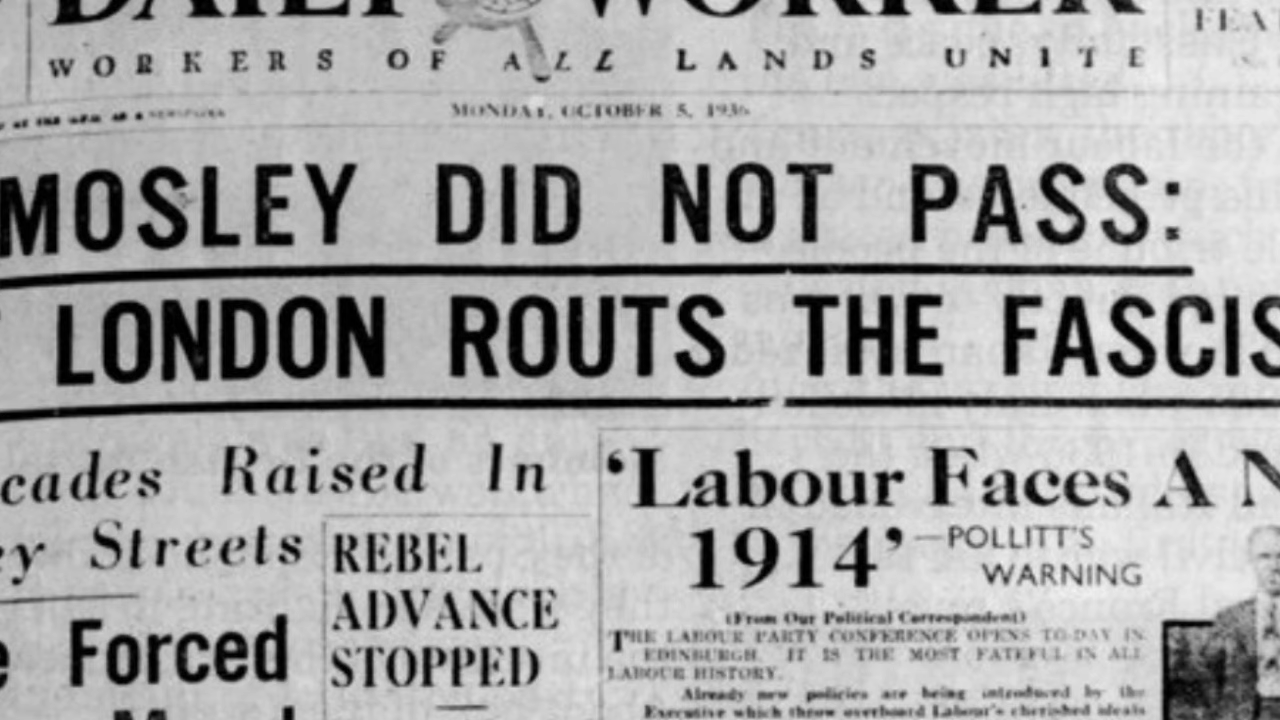 DAILY WORKER
WORKERS OF ALL LANDS UNITE
MONDAY, OCTOBER 5, 1936
MOSLEY DID NOT PASS:
LONDON ROUTS THE FASCIS
cades Raised In
ey Streets
Forced
REBEL
ADVANCE
STOPPED
'Labour Faces A N
1914'—POLLITT'S
WARNING
(From Our Political Correspondent)
THE LABOUR PARTY CONFERENCE OPENS TO-DAY IN
EDINBURGH. IT IS THE MOST FATEFUL IN ALL
LABOUR HISTORY.
Already new policies are being introduced by the
Executive which throw overboard Labour's cherished ideals